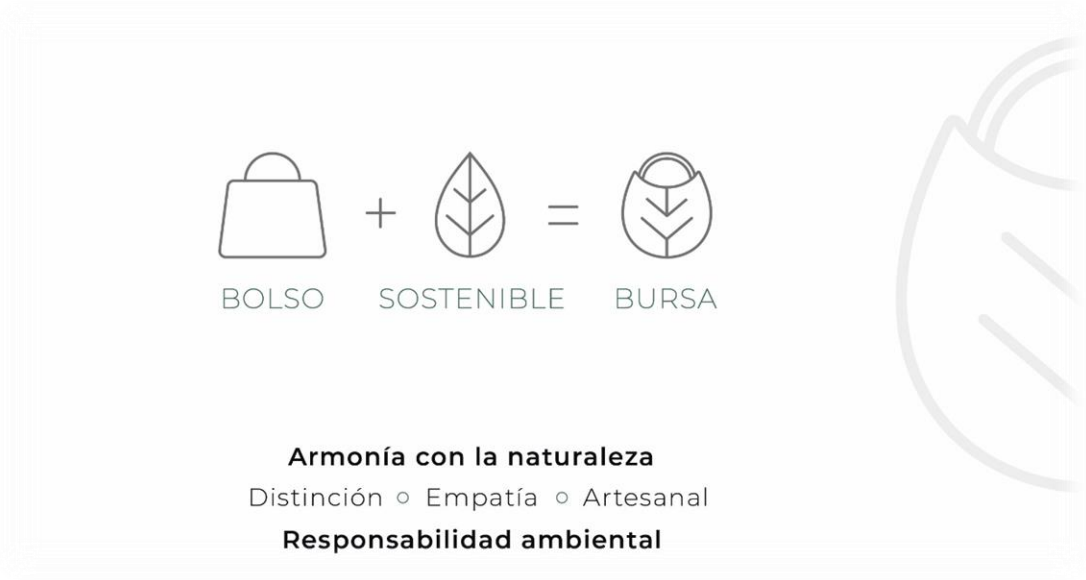 BOLSO + SOSTENIBLE = BURSA
Armonía con la naturaleza
Distinción o Empatía o Artesanal
Responsabilidad ambiental